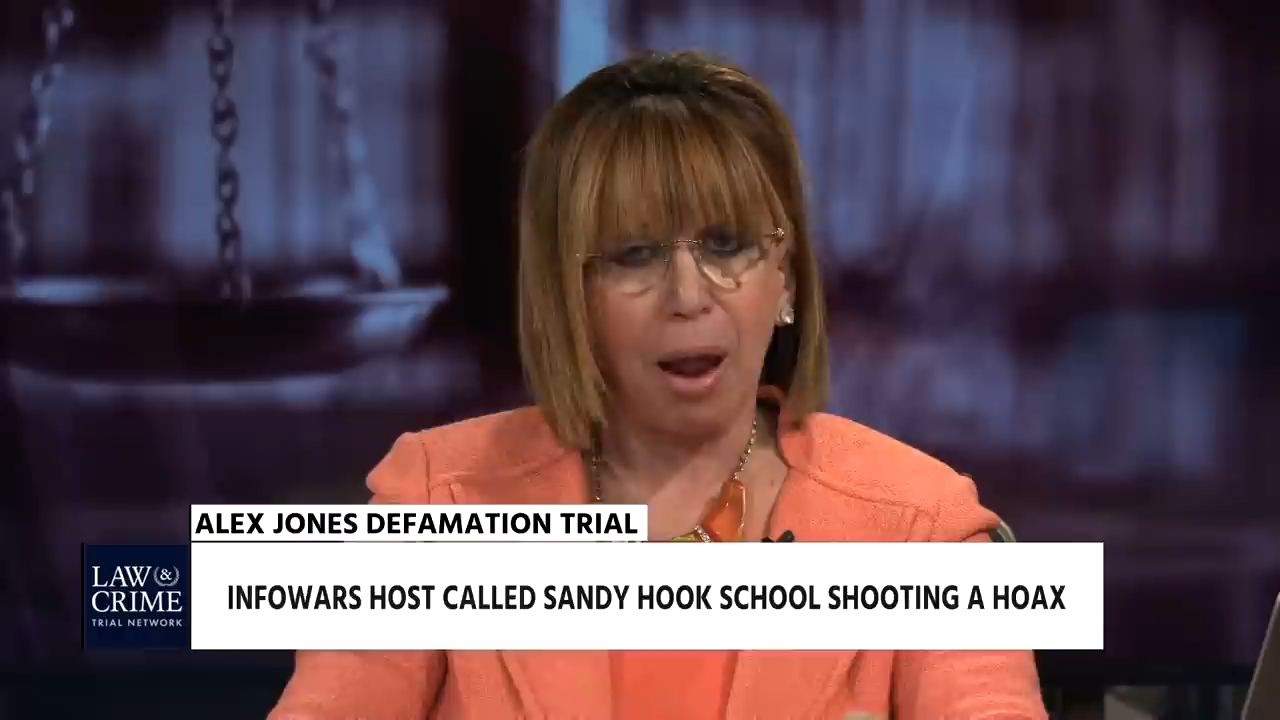 ALEX JONES DEFAMATION TRIAL
LAW &
CRIME
TRIAL NETWORK
INFOWARS HOST CALLED SANDY HOOK SCHOOL SHOOTING A HOAX